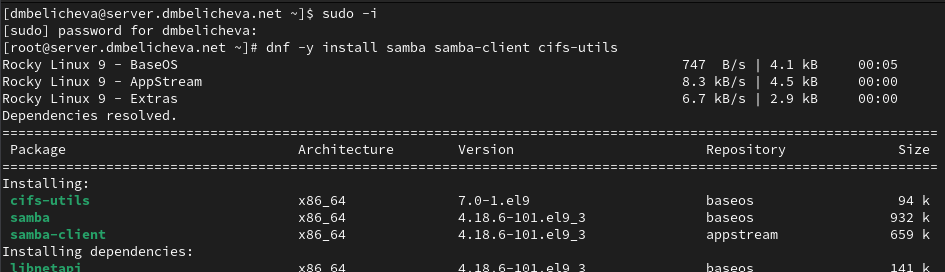 [dmbelicheva@server.dmbelicheva.net ~]$ sudo -i
[sudo] password for dmbelicheva:
[root@server.dmbelicheva.net ~]# dnf -y install samba samba-client cifs-utils
Rocky Linux 9 - BaseOS 747 B/s | 4.1 kB 00:05
Rocky Linux 9 - AppStream 8.3 kB/s | 4.5 kB 00:00
Rocky Linux 9 - Extras 6.7 kB/s | 2.9 kB 00:00
Dependencies resolved.
================================================================================
Package Architecture Version Repository Size
================================================================================
Installing:
cifs-utils x86_64 7.0-1.el9 baseos 94 k
samba x86_64 4.18.6-101.el9_3 baseos 932 k
samba-client x86_64 4.18.6-101.el9_3 appstream 659 k
Installing dependencies:
libnetapi x86_64 4.18.6-101.el9_3 baseos 141 k